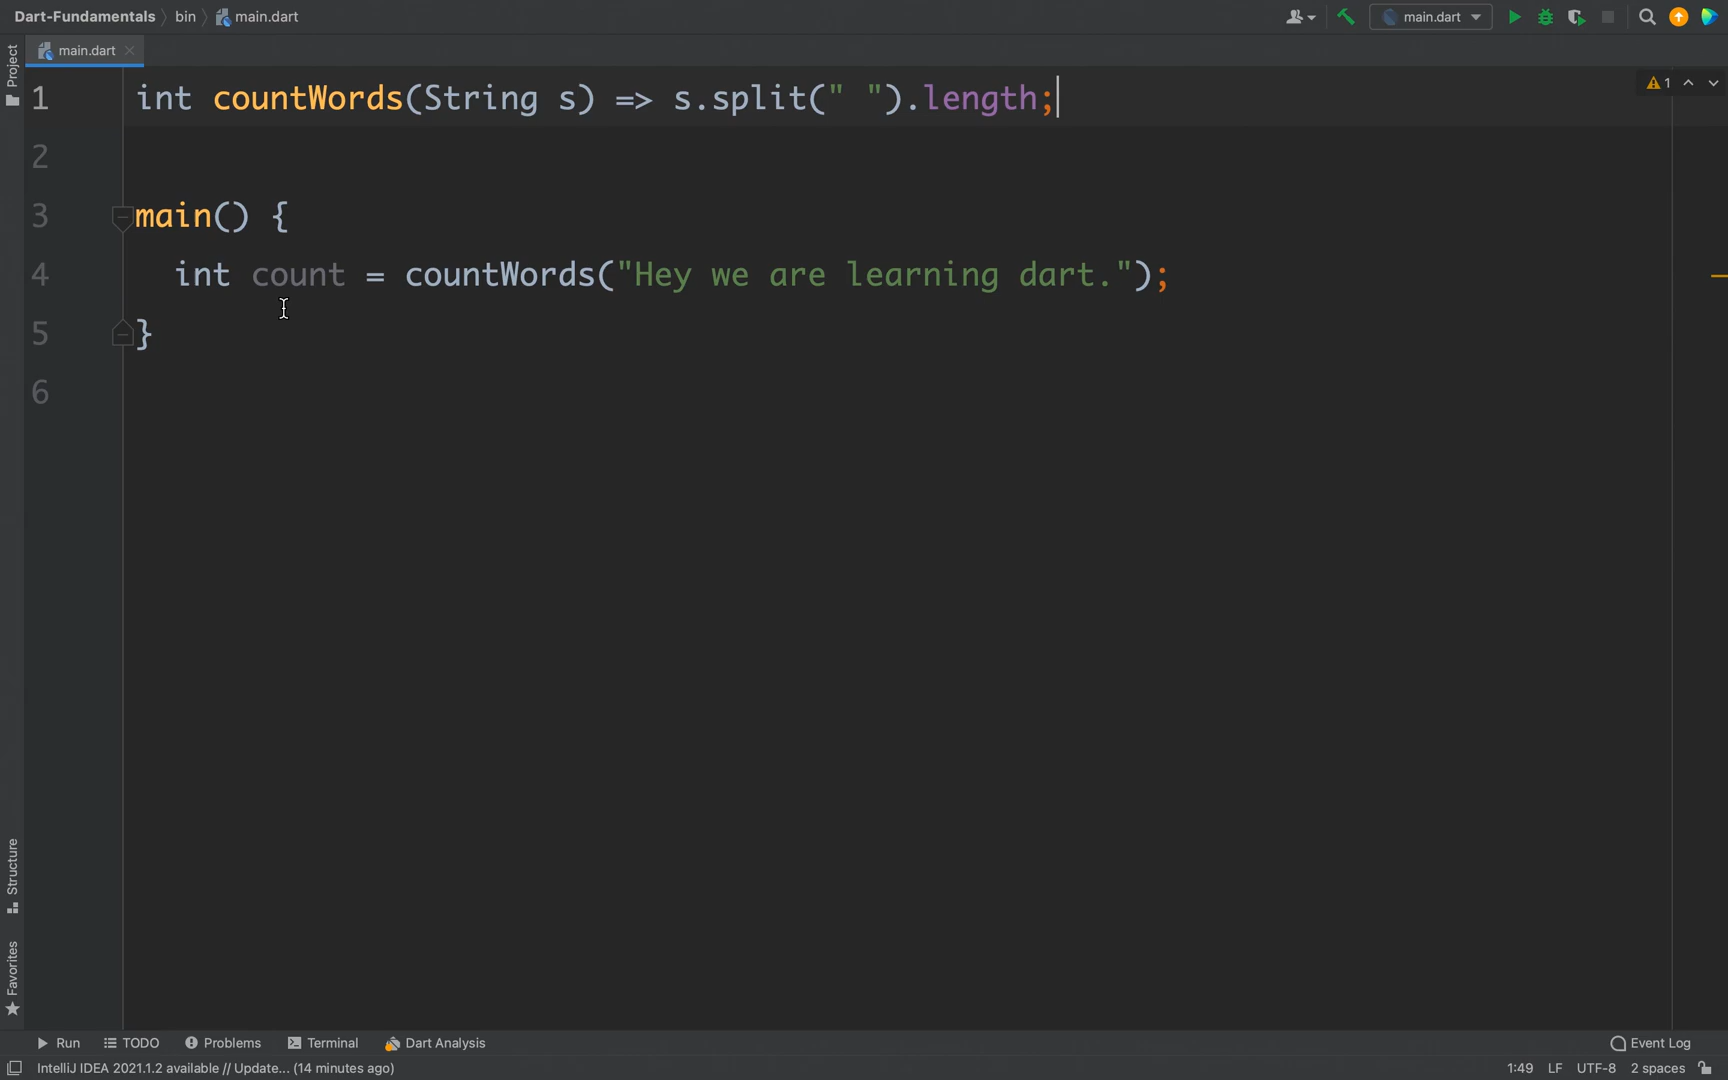 Dart-Fundamentals bin main.dart
main.dart
main.dart
Project
1 int countWords(String s) => s.split(" ").length;
1
2
3 main() {
4 int count = countWords("Hey we are learning dart.");
5 }
6
Structure
Favorites
Run TODO Problems Terminal Dart Analysis Event Log
IntelliJ IDEA 2021.1.2 available // Update... (14 minutes ago) 1:49 LF UTF-8 2 spaces